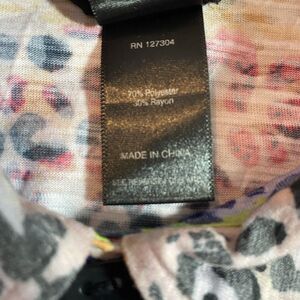 RN 127304
70% Polyester
30% Rayon
MADE IN CHINA